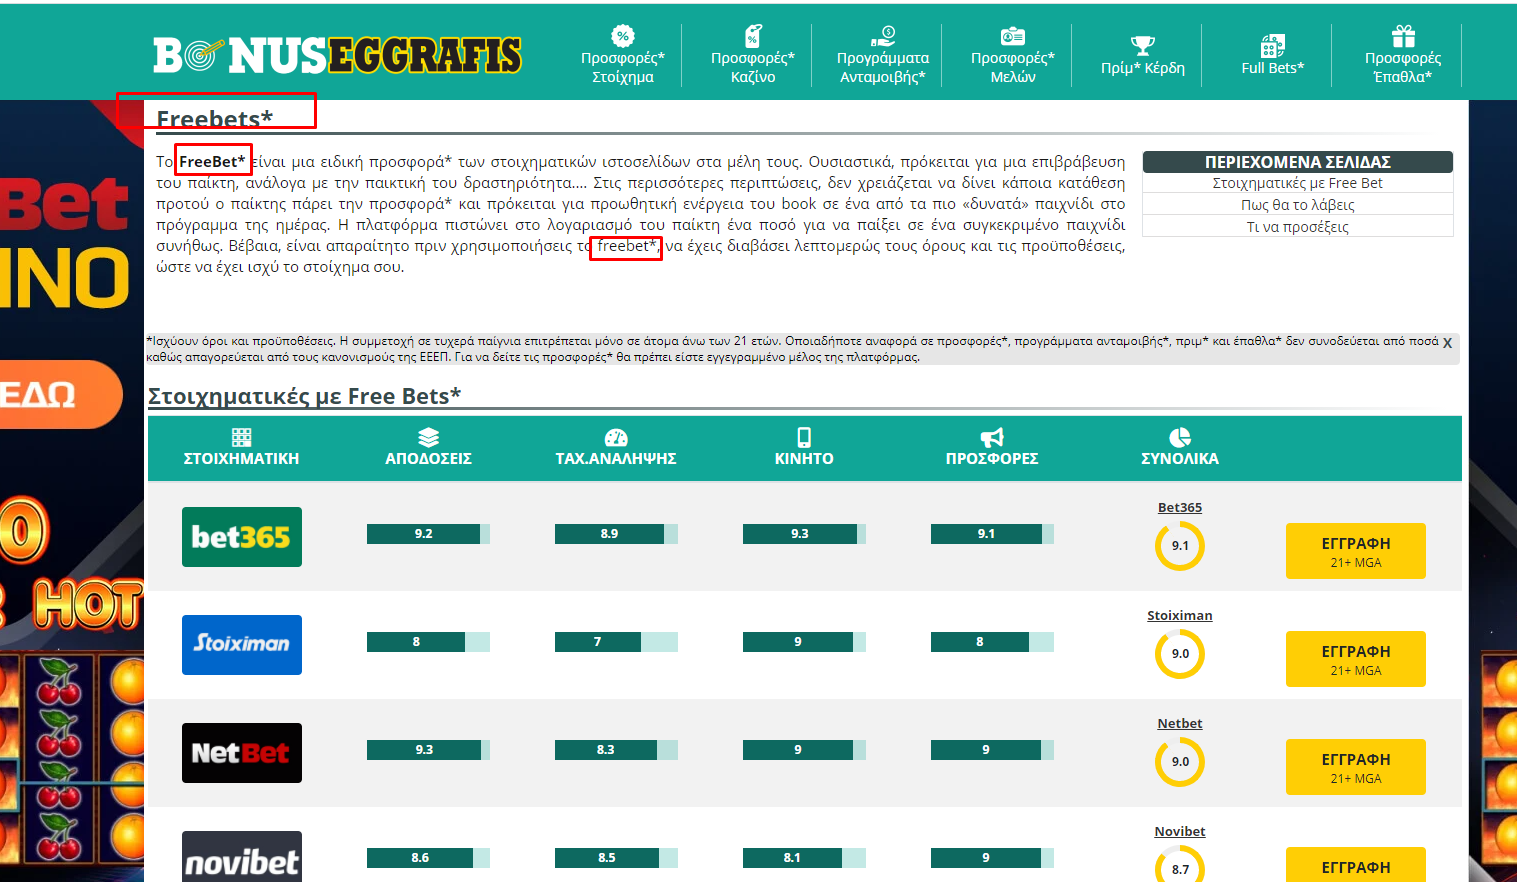 BONUSEGGRAFIS
Προσφορές*
Στοίχημα
Προσφορές*
Καζίνο
Προγράμματα
Ανταμοιβής*
Προσφορές*
Μελών
Πρίμ* Κέρδη
Full Bets*
Προσφορές
Έπαθλα*
Freebets*
Το FreeBet* είναι μια ειδική προσφορά* των στοιχηματικών ιστοσελίδων στα μέλη τους. Ουσιαστικά, πρόκειται για μια επιβράβευση
του παίκτη, ανάλογα με την παικτική του δραστηριότητα.... Στις περισσότερες περιπτώσεις, δεν χρειάζεται να δίνει κάποια κατάθεση
προτού ο παίκτης πάρει την προσφορά* και πρόκειται για προωθητική ενέργεια του book σε ένα από τα πιο «δυνατά» παιχνίδι στο
πρόγραμμα της ημέρας. Η πλατφόρμα πιστώνει στο λογαριασμό του παίκτη ένα ποσό για να παίξει σε ένα συγκεκριμένο παιχνίδι
συνήθως. Βέβαια, είναι απαραίτητο πριν χρησιμοποιήσεις το freebet*, να έχεις διαβάσει λεπτομερώς τους όρους και τις προϋποθέσεις,
ώστε να έχει ισχύ το στοίχημα σου.
ΠΕΡΙΕΧΟΜΕΝΑ ΣΕΛΙΔΑΣ
Στοιχηματικές με Free Bet
Πως θα το λάβεις
Τι να προσέξεις
Bet
INO
ΕΔΩ
HOT
*Ισχύουν όροι και προϋποθέσεις. Η συμμετοχή σε τυχερά παίγνια επιτρέπεται μόνο σε άτομα άνω των 21 ετών. Οποιαδήποτε αναφορά σε προσφορές*, προγράμματα ανταμοιβής*, πριμ* και έπαθλα* δεν συνοδεύεται από ποσά X
καθώς απαγορεύεται από τους κανονισμούς της ΕΕΕΠ. Για να δείτε τις προσφορές* θα πρέπει είστε εγγεγραμμένο μέλος της πλατφόρμας.
Στοιχηματικές με Free Bets*
ΣΤΟΙΧΗΜΑΤΙΚΗ ΑΠΟΔΟΣΕΙΣ ΤΑΧ.ΑΝΑΛΗΨΗΣ ΚΙΝΗΤΟ ΠΡΟΣΦΟΡΕΣ ΣΥΝΟΛΙΚΑ
Bet365
bet365 9.2 8.9 9.3 9.1 9.1 ΕΓΓΡΑΦΗ
21+ MGA
Stoiximan
Stoiximan 8 7 9 8 9.0 ΕΓΓΡΑΦΗ
21+ MGA
Netbet
NetBet 9.3 8.3 9 9 9.0 ΕΓΓΡΑΦΗ
21+ MGA
Novibet
novibet 8.6 8.5 8.1 9 8.7 ΕΓΓΡΑΦΗ